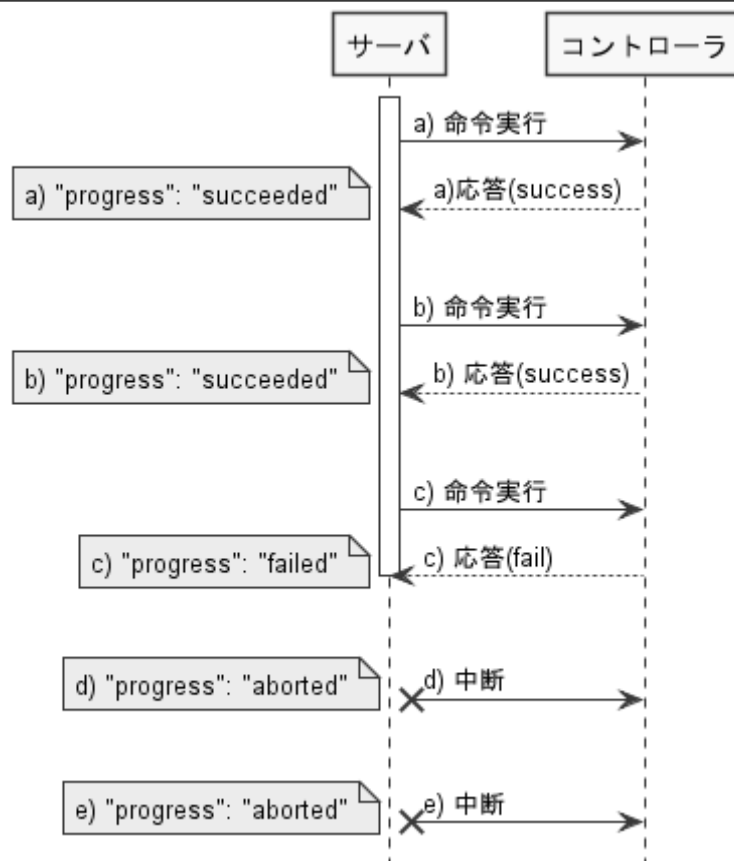 サーバ
コントローラ
a) 命令実行
a) "progress": "succeeded"
a)応答(success)
b) 命令実行
b) "progress": "succeeded"
b) 応答(success)
c) 命令実行
c) "progress": "failed"
c) 応答(fail)
d) "progress": "aborted"
d) 中断
e) "progress": "aborted"
e) 中断